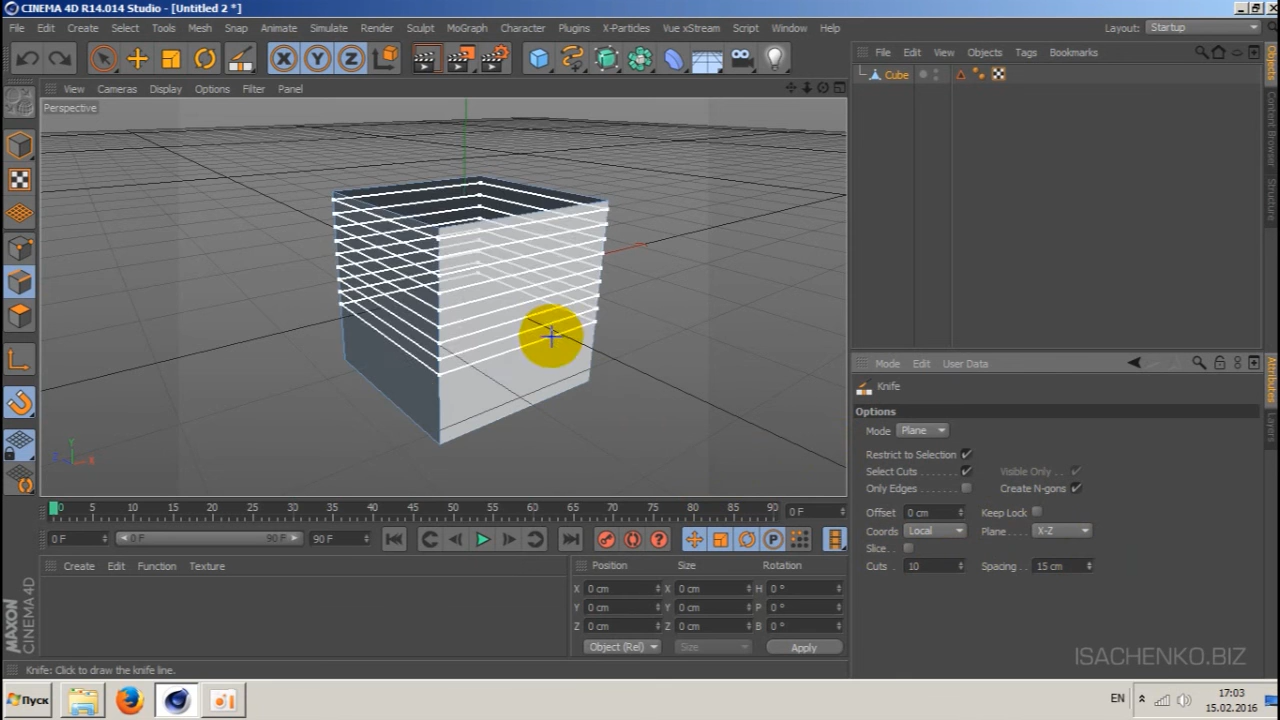 CINEMA 4D R14.014 Studio - [Untitled 2 *]
File Edit Create Select Tools Mesh Snap Animate Simulate Render Sculpt MoGraph Character Plugins X-Particles Vue xStream Script Window Help Layout: Startup
X Y Z File Edit View Objects Tags Bookmarks
Cube
View Cameras Display Options Filter Panel
Perspective
Objects
Content Browser
Structure
Mode Edit User Data
Knife
Options
Mode Plane
Restrict to Selection
Select Cuts Visible Only
Only Edges Create N-gons
Offset 0 cm Keep Lock
Coords Local Plane X-Z
Slice
Cuts 10 Spacing 15 cm
Attributes
Layers
Y
Z X
0 5 10 15 20 25 30 35 40 45 50 55 60 65 70 75 80 85 90 0 F
0 F 0 F 90 F 90 F P
Create Edit Function Texture
Position Size Rotation
X 0 cm X 0 cm H 0 °
Y 0 cm Y 0 cm P 0 °
Z 0 cm Z 0 cm B 0 °
Object (Rel) Size Apply
MAXON
CINEMA 4D
ISACHENKO.BIZ
Knife: Click to draw the knife line.
Пуск EN 17:03
15.02.2016